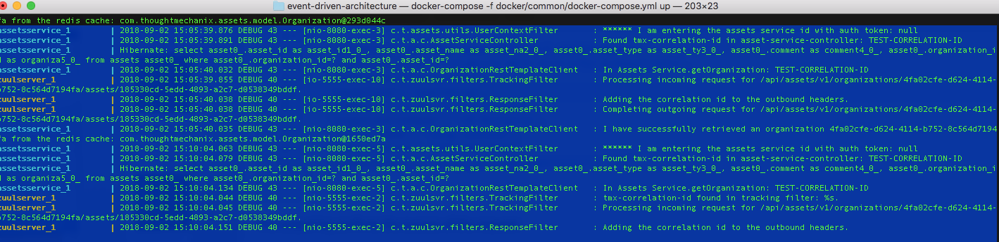 event-driven-architecture — docker-compose -f docker/common/docker-compose.yml up — 203×23
fa from the redis cache: com.thoughtmechanix.assets.model.Organization@293d044c
assetsservice_1 | 2018-09-02 15:05:39.876 DEBUG 43 --- [nio-8080-exec-3] c.t.assets.utils.UserContextFilter : ****** I am entering the assets service id with auth token: null
assetsservice_1 | 2018-09-02 15:05:39.891 DEBUG 43 --- [nio-8080-exec-3] c.t.a.c.AssetServiceController : Found tmx-correlation-id in asset-service-controller: TEST-CORRELATION-ID
assetsservice_1 | Hibernate: select asset0_.asset_id as asset_id1_0_, asset0_.asset_name as asset_na2_0_, asset0_.asset_type as asset_ty3_0_, asset0_.comment as comment4_0_, asset0_.organization_i
d as organiza5_0_ from assets asset0_ where asset0_.organization_id=? and asset0_.asset_id=?
assetsservice_1 | 2018-09-02 15:05:40.032 DEBUG 43 --- [nio-8080-exec-3] c.t.a.c.OrganizationRestTemplateClient : In Assets Service.getOrganization: TEST-CORRELATION-ID
zuulserver_1 | 2018-09-02 15:05:39.855 DEBUG 40 --- [io-5555-exec-10] c.t.zuulsvr.filters.TrackingFilter : Processing incoming request for /api/assets/v1/organizations/4fa02cfe-d624-4114-
b752-8c564d7194fa/assets/185330cd-5edd-4893-a2c7-d0538349bddf.
zuulserver_1 | 2018-09-02 15:05:40.038 DEBUG 40 --- [io-5555-exec-10] c.t.zuulsvr.filters.ResponseFilter : Adding the correlation id to the outbound headers.
zuulserver_1 | 2018-09-02 15:05:40.038 DEBUG 40 --- [io-5555-exec-10] c.t.zuulsvr.filters.ResponseFilter : Completing outgoing request for /api/assets/v1/organizations/4fa02cfe-d624-4114-
b752-8c564d7194fa/assets/185330cd-5edd-4893-a2c7-d0538349bddf.
assetsservice_1 | 2018-09-02 15:05:40.035 DEBUG 43 --- [nio-8080-exec-3] c.t.a.c.OrganizationRestTemplateClient : I have successfully retrieved an organization 4fa02cfe-d624-4114-b752-8c564d7194
fa from the redis cache: com.thoughtmechanix.assets.model.Organization@1650ed7a
assetsservice_1 | 2018-09-02 15:10:04.063 DEBUG 43 --- [nio-8080-exec-5] c.t.assets.utils.UserContextFilter : ****** I am entering the assets service id with auth token: null
assetsservice_1 | 2018-09-02 15:10:04.079 DEBUG 43 --- [nio-8080-exec-5] c.t.a.c.AssetServiceController : Found tmx-correlation-id in asset-service-controller: TEST-CORRELATION-ID
assetsservice_1 | Hibernate: select asset0_.asset_id as asset_id1_0_, asset0_.asset_name as asset_na2_0_, asset0_.asset_type as asset_ty3_0_, asset0_.comment as comment4_0_, asset0_.organization_i
d as organiza5_0_ from assets asset0_ where asset0_.organization_id=? and asset0_.asset_id=?
assetsservice_1 | 2018-09-02 15:10:04.134 DEBUG 43 --- [nio-8080-exec-5] c.t.a.c.OrganizationRestTemplateClient : In Assets Service.getOrganization: TEST-CORRELATION-ID
zuulserver_1 | 2018-09-02 15:10:04.044 DEBUG 40 --- [nio-5555-exec-2] c.t.zuulsvr.filters.TrackingFilter : tmx-correlation-id found in tracking filter: %s.
zuulserver_1 | 2018-09-02 15:10:04.045 DEBUG 40 --- [nio-5555-exec-2] c.t.zuulsvr.filters.TrackingFilter : Processing incoming request for /api/assets/v1/organizations/4fa02cfe-d624-4114-
b752-8c564d7194fa/assets/185330cd-5edd-4893-a2c7-d0538349bddf.
zuulserver_1 | 2018-09-02 15:10:04.151 DEBUG 40 --- [nio-5555-exec-2] c.t.zuulsvr.filters.ResponseFilter : Adding the correlation id to the outbound headers.